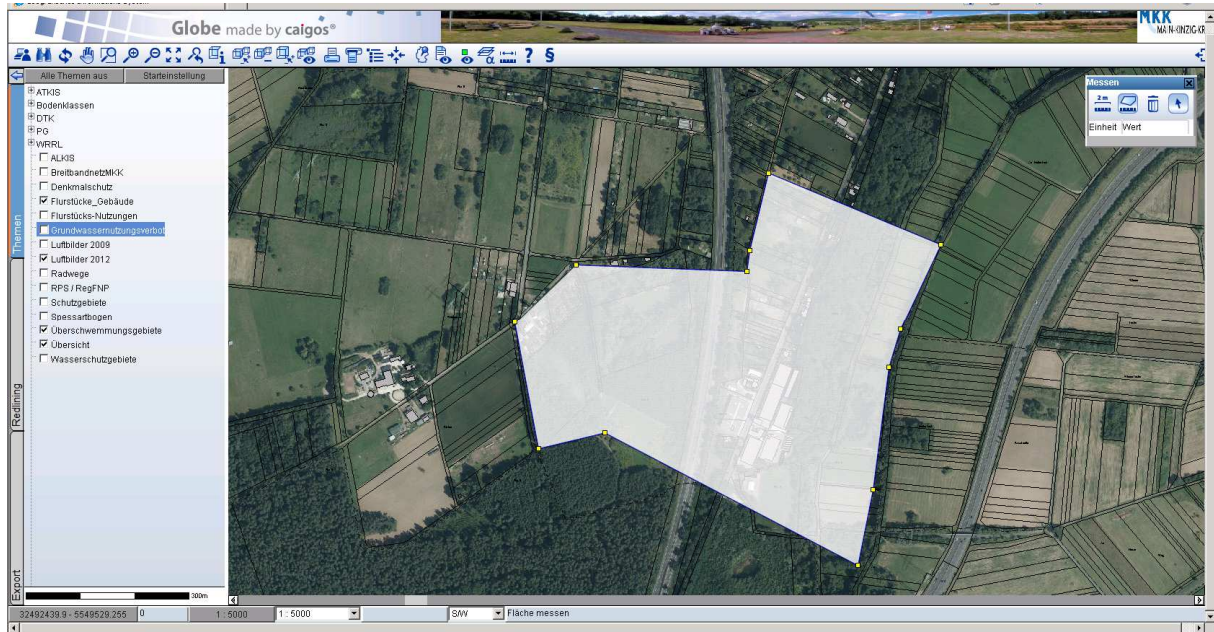 Globe made by caigos®
MKK
MAIN-KINZIG-KR
Alle Themen aus
Starteinstellung
Messen
2 m
Einheit
Wert
ATKIS
Bodenklassen
DTK
PG
WRRL
ALKIS
BreitbandnetzMKK
Denkmalschutz
Flurstücke_Gebäude
Flurstücks-Nutzungen
Grundwassernutzungsverbot
Luftbilder 2009
Luftbilder 2012
Radwege
RPS / RegFNP
Schutzgebiete
Spessartbogen
Überschwemmungsgebiete
Übersicht
Wasserschutzgebiete
Themen
Redlining
Export
300m
32492439.9 - 5549529.255
0
1 : 5000
1 : 5000
S/W
Fläche messen